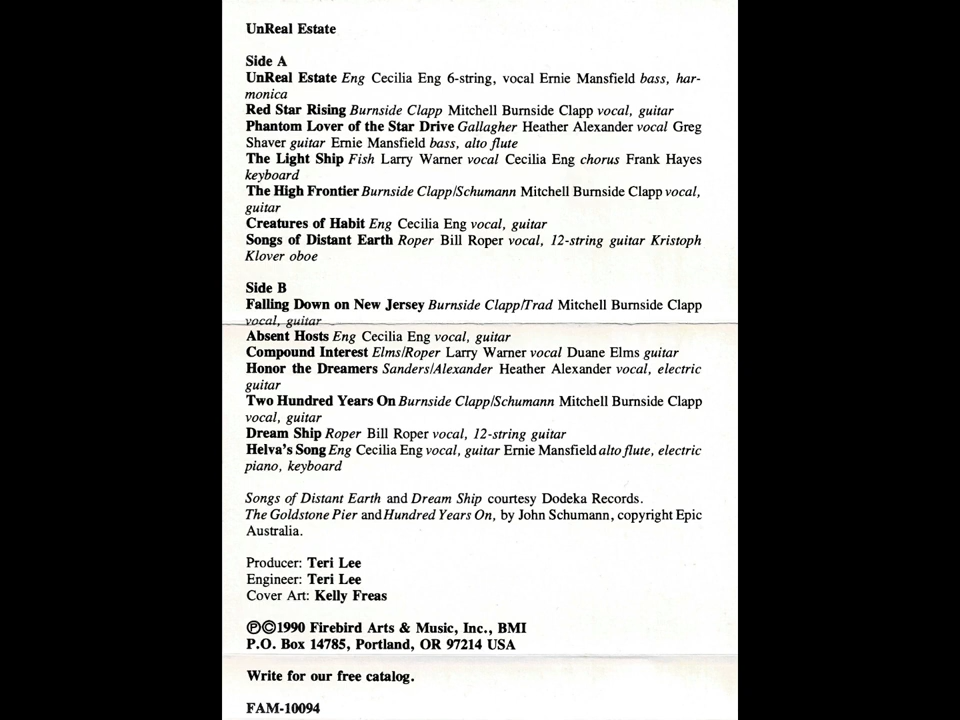 UnReal Estate
Side A
UnReal Estate Eng Cecilia Eng 6-string, vocal Ernie Mansfield bass, har-
monica
Red Star Rising Burnside Clapp Mitchell Burnside Clapp vocal, guitar
Phantom Lover of the Star Drive Gallagher Heather Alexander vocal Greg
Shaver guitar Ernie Mansfield bass, alto flute
The Light Ship Fish Larry Warner vocal Cecilia Eng chorus Frank Hayes
keyboard
The High Frontier Burnside Clapp/Schumann Mitchell Burnside Clapp vocal,
guitar
Creatures of Habit Eng Cecilia Eng vocal, guitar
Songs of Distant Earth Roper Bill Roper vocal, 12-string guitar Kristoph
Klover oboe
Side B
Falling Down on New Jersey Burnside Clapp/Trad Mitchell Burnside Clapp
vocal, guitar
Absent Hosts Eng Cecilia Eng vocal, guitar
Compound Interest Elms/Roper Larry Warner vocal Duane Elms guitar
Honor the Dreamers Sanders/Alexander Heather Alexander vocal, electric
guitar
Two Hundred Years On Burnside Clapp/Schumann Mitchell Burnside Clapp
vocal, guitar
Dream Ship Roper Bill Roper vocal, 12-string guitar
Helva's Song Eng Cecilia Eng vocal, guitar Ernie Mansfield alto flute, electric
piano, keyboard
Songs of Distant Earth and Dream Ship courtesy Dodeka Records.
The Goldstone Pier and Hundred Years On, by John Schumann, copyright Epic
Australia.
Producer: Teri Lee
Engineer: Teri Lee
Cover Art: Kelly Freas
℗©1990 Firebird Arts & Music, Inc., BMI
P.O. Box 14785, Portland, OR 97214 USA
Write for our free catalog.
FAM-10094